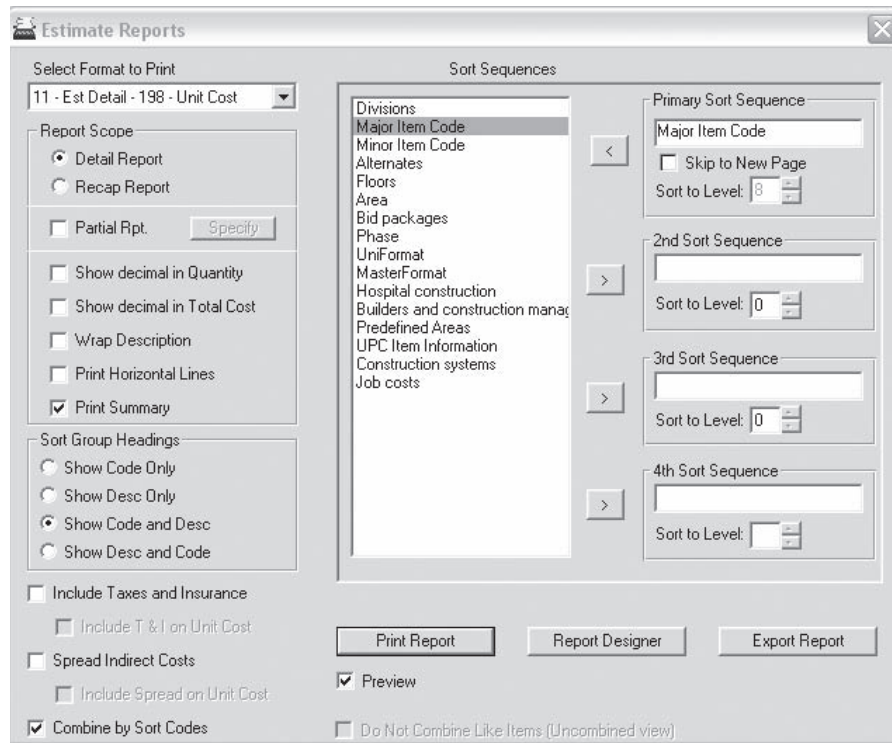 Estimate Reports
Select Format to Print
11 - Est Detail - 198 - Unit Cost
Report Scope
Detail Report
Recap Report
Partial Rpt.
Specify
Show decimal in Quantity
Show decimal in Total Cost
Wrap Description
Print Horizontal Lines
Print Summary
Sort Group Headings
Show Code Only
Show Desc Only
Show Code and Desc
Show Desc and Code
Include Taxes and Insurance
Include T & I on Unit Cost
Spread Indirect Costs
Include Spread on Unit Cost
Combine by Sort Codes
Sort Sequences
Divisions
Major Item Code
Minor Item Code
Alternates
Floors
Area
Bid packages
Phase
UniFormat
MasterFormat
Hospital construction
Builders and construction manag
Predefined Areas
UPC Item Information
Construction systems
Job costs
<
>
>
>
Primary Sort Sequence
Major Item Code
Skip to New Page
Sort to Level: 8
2nd Sort Sequence
Sort to Level: 0
3rd Sort Sequence
Sort to Level: 0
4th Sort Sequence
Sort to Level:
Print Report
Report Designer
Export Report
Preview
Do Not Combine Like Items (Uncombined view)